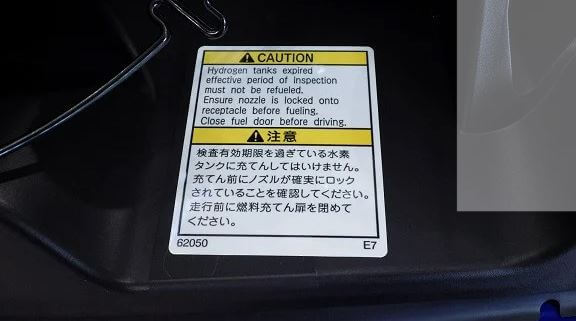 CAUTION
Hydrogen tanks expired
effective period of inspection
must not be refueled.
Ensure nozzle is locked onto
receptacle before fueling.
Close fuel door before driving.
注意
検査有効期限を過ぎている水素
タンクに充てんしてはいけません。
充てん前にノズルが確実にロック
されていることを確認してください。
走行前に燃料充てん扉を閉めて
ください。
62050 E7